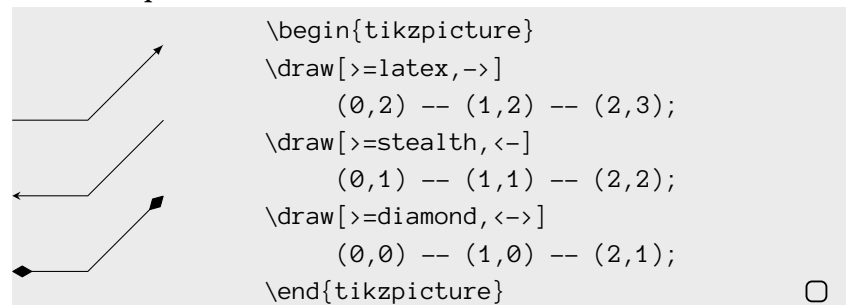 \begin{tikzpicture}
\draw[>=latex,->]
(0,2) -- (1,2) -- (2,3);
\draw[>=stealth,<-]
(0,1) -- (1,1) -- (2,2);
\draw[>=diamond,<->]
(0,0) -- (1,0) -- (2,1);
\end{tikzpicture}